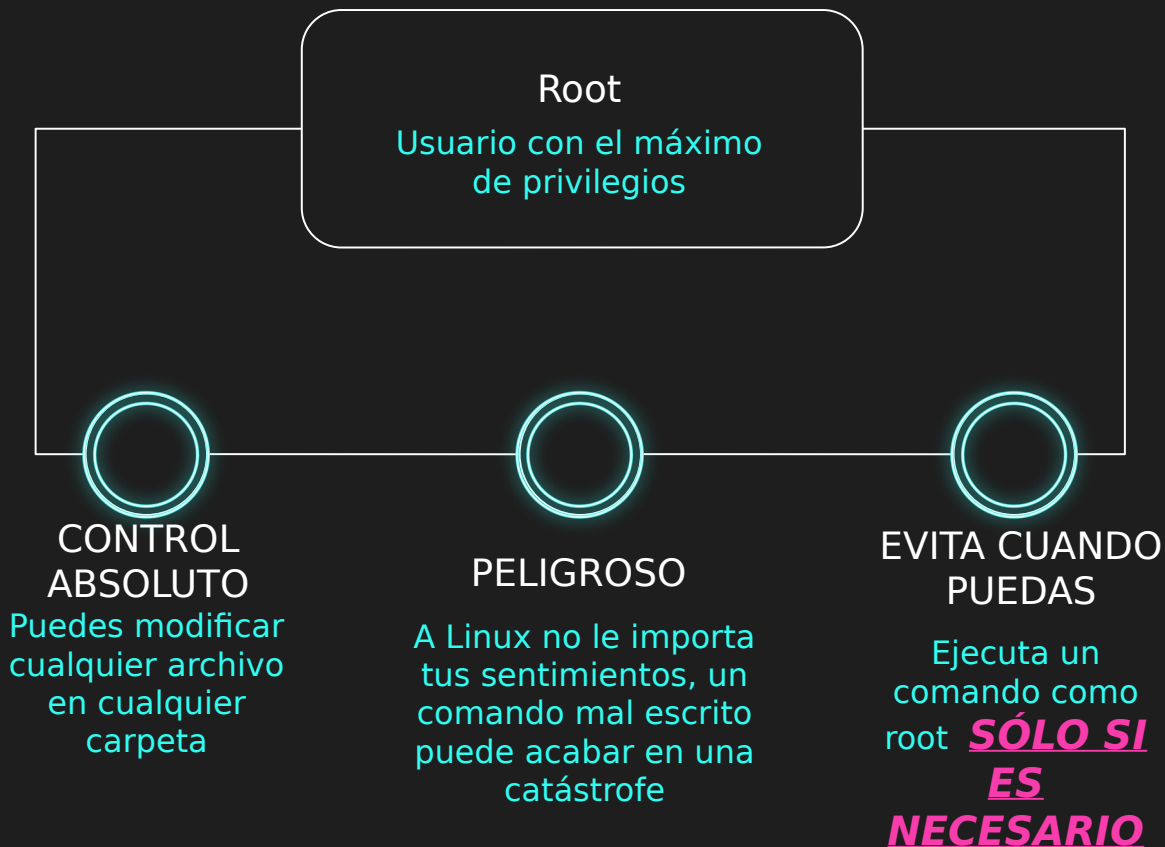 Root
Usuario con el máximo
de privilegios
CONTROL
ABSOLUTO
Puedes modificar
cualquier archivo
en cualquier
carpeta
PELIGROSO
A Linux no le importa
tus sentimientos, un
comando mal escrito
puede acabar en una
catástrofe
EVITA CUANDO
PUEDAS
Ejecuta un
comando como
root SÓLO SI
ES
NECESARIO